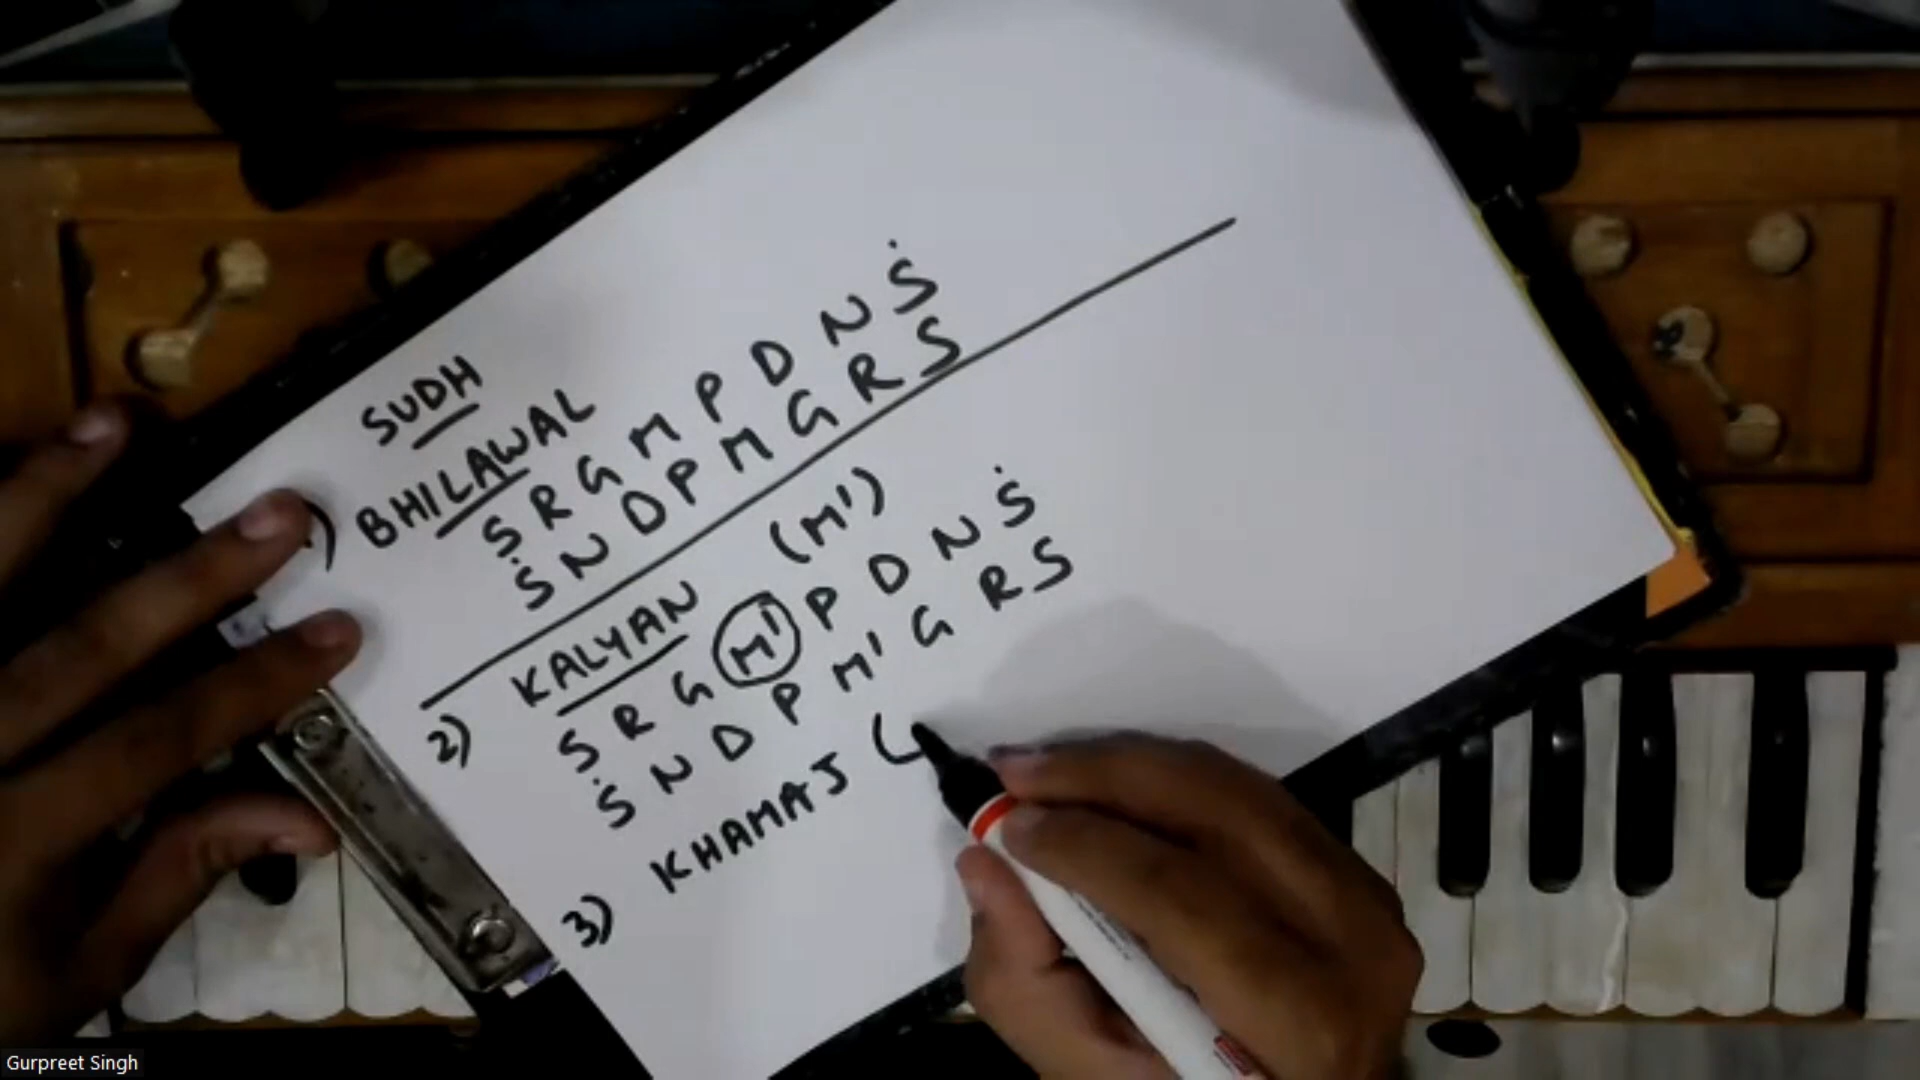 SUDH
1) BHILAWAL
S R G M P D N Ṡ
Ṡ N D P M G R S
2) KALYAN (M')
S R G M' P D N Ṡ
Ṡ N D P M' G R S
3) KHAMAJ (
Gurpreet Singh